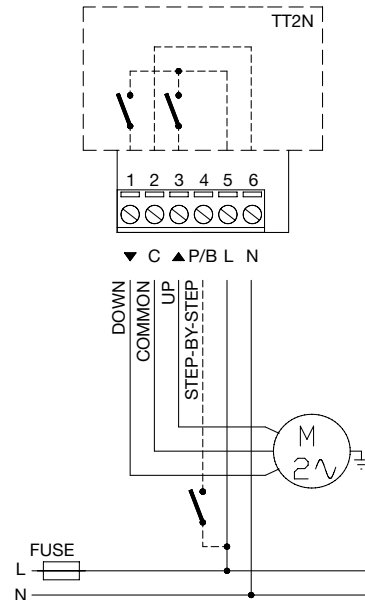 TT2N
1 2 3 4 5 6
▼ C ▲ P/B L N
DOWN
COMMON
UP
STEP-BY-STEP
M
2∿
FUSE
L
N